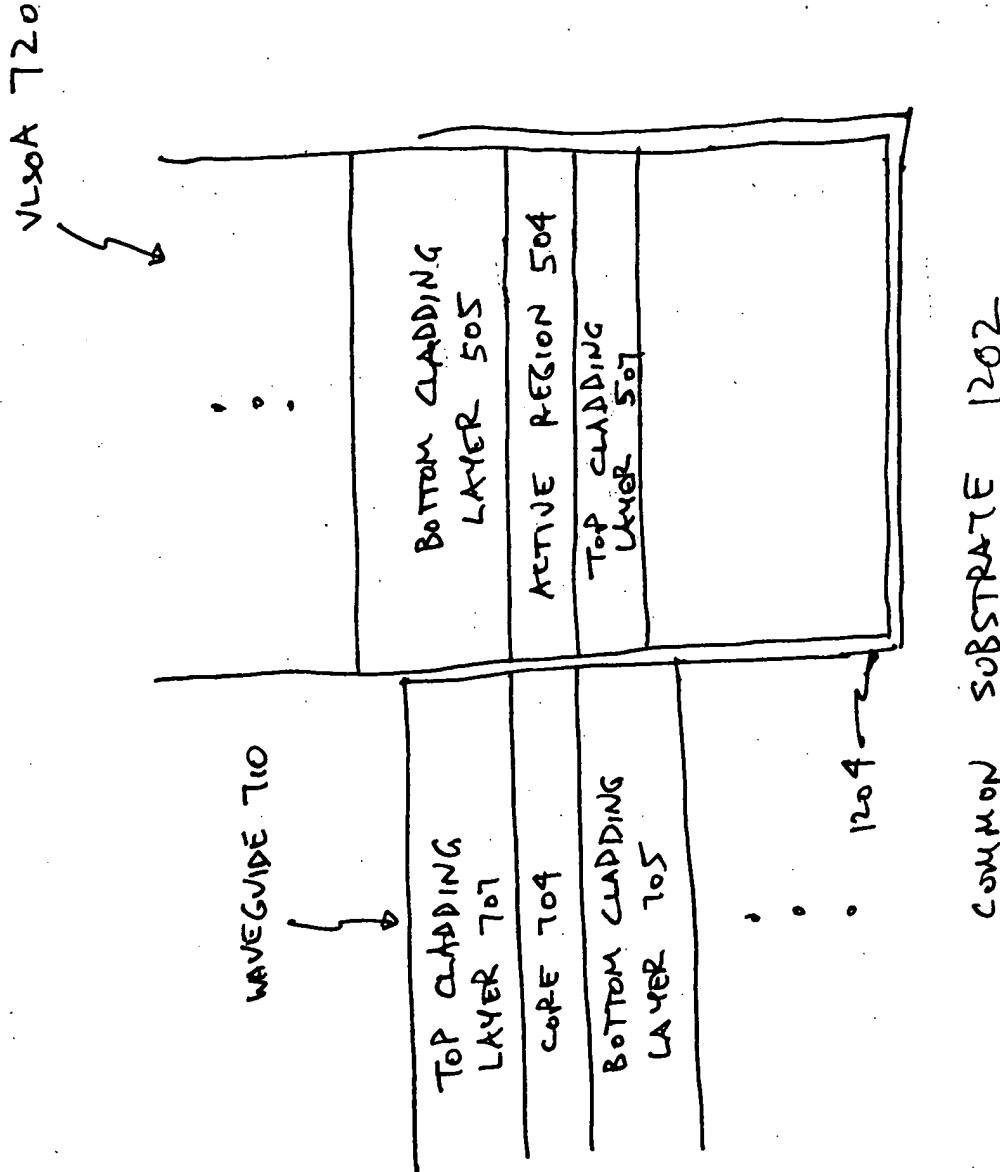 VLSOA 720
WAVEGUIDE 710
TOP CLADDING
LAYER 707
CORE 704
BOTTOM CLADDING
LAYER 705
BOTTOM CLADDING
LAYER 505
ACTIVE REGION 504
TOP CLADDING
LAYER 507
1204
COMMON SUBSTRATE 1202